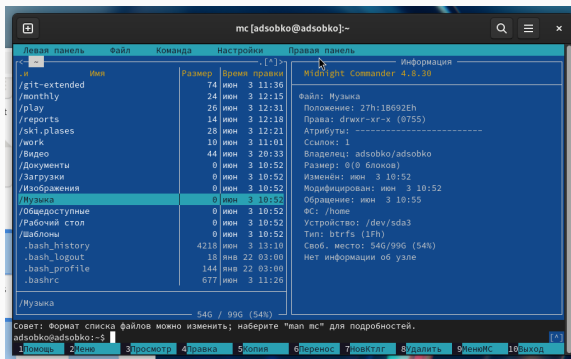 mc [adsobko@adsobko]:~
Левая панель Файл Команда Настройки Правая панель
<- ~ .[^]>
.и Имя Размер Время правки
/git-extended 74 июн 3 11:36
/monthly 24 июн 3 12:15
/play 26 июн 3 12:13
/reports 14 июн 3 12:18
/ski.plases 28 июн 3 12:21
/work 10 июн 3 11:01
/Видео 44 июн 3 20:33
/Документы 0 июн 3 10:52
/Загрузки 0 июн 3 10:52
/Изображения 0 июн 3 10:52
/Музыка 0 июн 3 10:52
/Общедоступные 0 июн 3 10:52
/Рабочий стол 0 июн 3 10:52
/Шаблоны 0 июн 3 10:52
.bash_history 4218 июн 3 13:10
.bash_logout 18 янв 22 03:00
.bash_profile 144 янв 22 03:00
.bashrc 677 июн 3 11:26
/Музыка
54G / 99G (54%)
Информация
Midnight Commander 4.8.30
Файл: Музыка
Положение: 27h:1B692Eh
Права: drwxr-xr-x (0755)
Атрибуты: ----------------------
Ссылок: 1
Владелец: adsobko/adsobko
Размер: 0(0 блоков)
Изменён: июн 3 10:52
Модифицирован: июн 3 10:52
Обращение: июн 3 10:55
ФС: /home
Устройство: /dev/sda3
Тип: btrfs (1Fh)
Своб. место: 54G/99G (54%)
Нет информации об узле
Совет: Формат списка файлов можно изменить; наберите "man mc" для подробностей.
adsobko@adsobko:~$ [^]
1Помощь 2Меню 3Просмотр 4Правка 5Копия 6Перенос 7НовКтлг 8Удалить 9МенюMC 10Выход